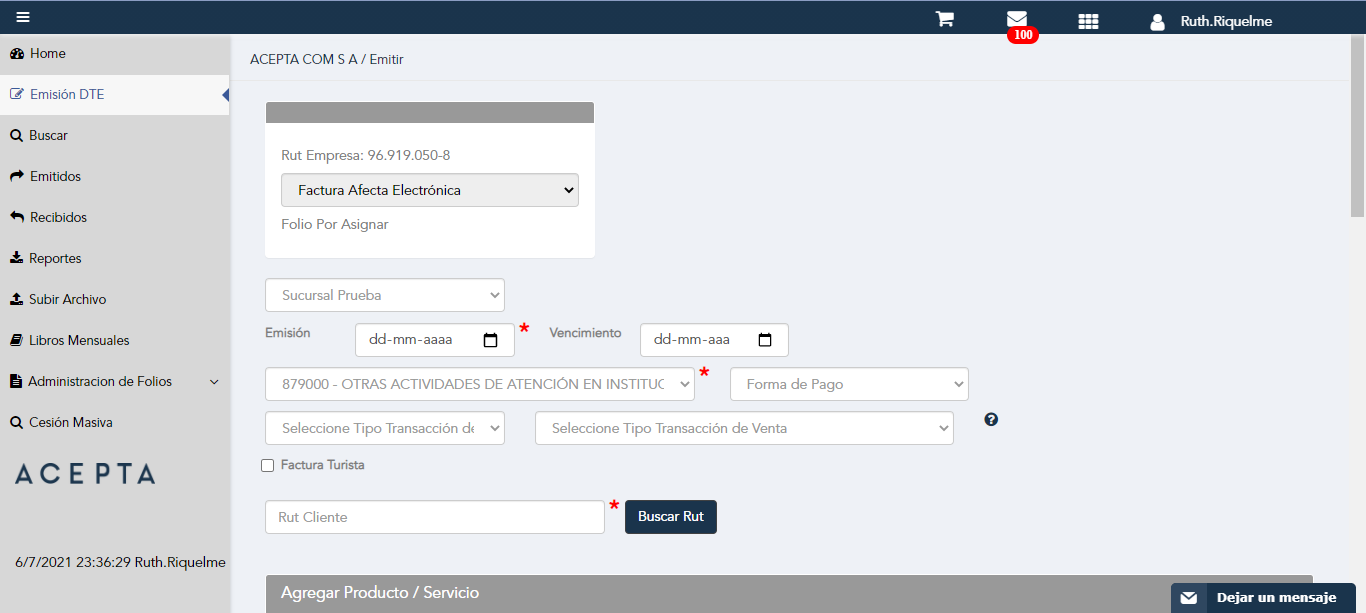 100
Ruth.Riquelme
Home
Emisión DTE
Buscar
Emitidos
Recibidos
Reportes
Subir Archivo
Libros Mensuales
Administracion de Folios
Cesión Masiva
ACEPTA
6/7/2021 23:36:29 Ruth.Riquelme
ACEPTA COM S A / Emitir
Rut Empresa: 96.919.050-8
Factura Afecta Electrónica
Folio Por Asignar
Sucursal Prueba
Emisión dd-mm-aaaa * Vencimiento dd-mm-aaa
879000 - OTRAS ACTIVIDADES DE ATENCIÓN EN INSTITUC * Forma de Pago
Seleccione Tipo Transacción de Seleccione Tipo Transacción de Venta ?
Factura Turista
Rut Cliente * Buscar Rut
Agregar Producto / Servicio
Dejar un mensaje